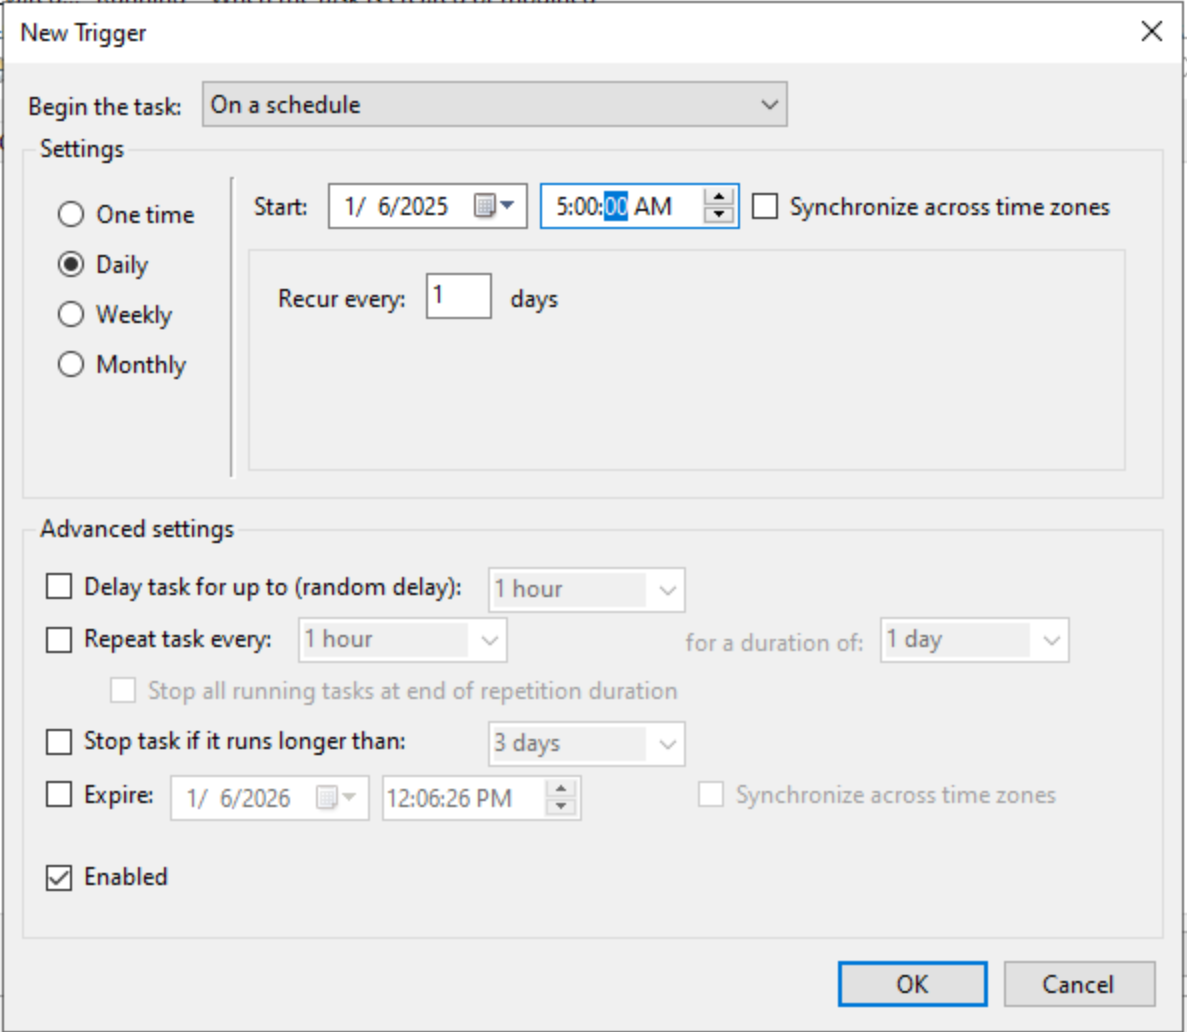 New Trigger
Begin the task: On a schedule
Settings
One time
Daily
Weekly
Monthly
Start: 1/ 6/2025 5:00:00 AM Synchronize across time zones
Recur every: 1 days
Advanced settings
Delay task for up to (random delay): 1 hour
Repeat task every: 1 hour for a duration of: 1 day
Stop all running tasks at end of repetition duration
Stop task if it runs longer than: 3 days
Expire: 1/ 6/2026 12:06:26 PM Synchronize across time zones
Enabled
OK Cancel